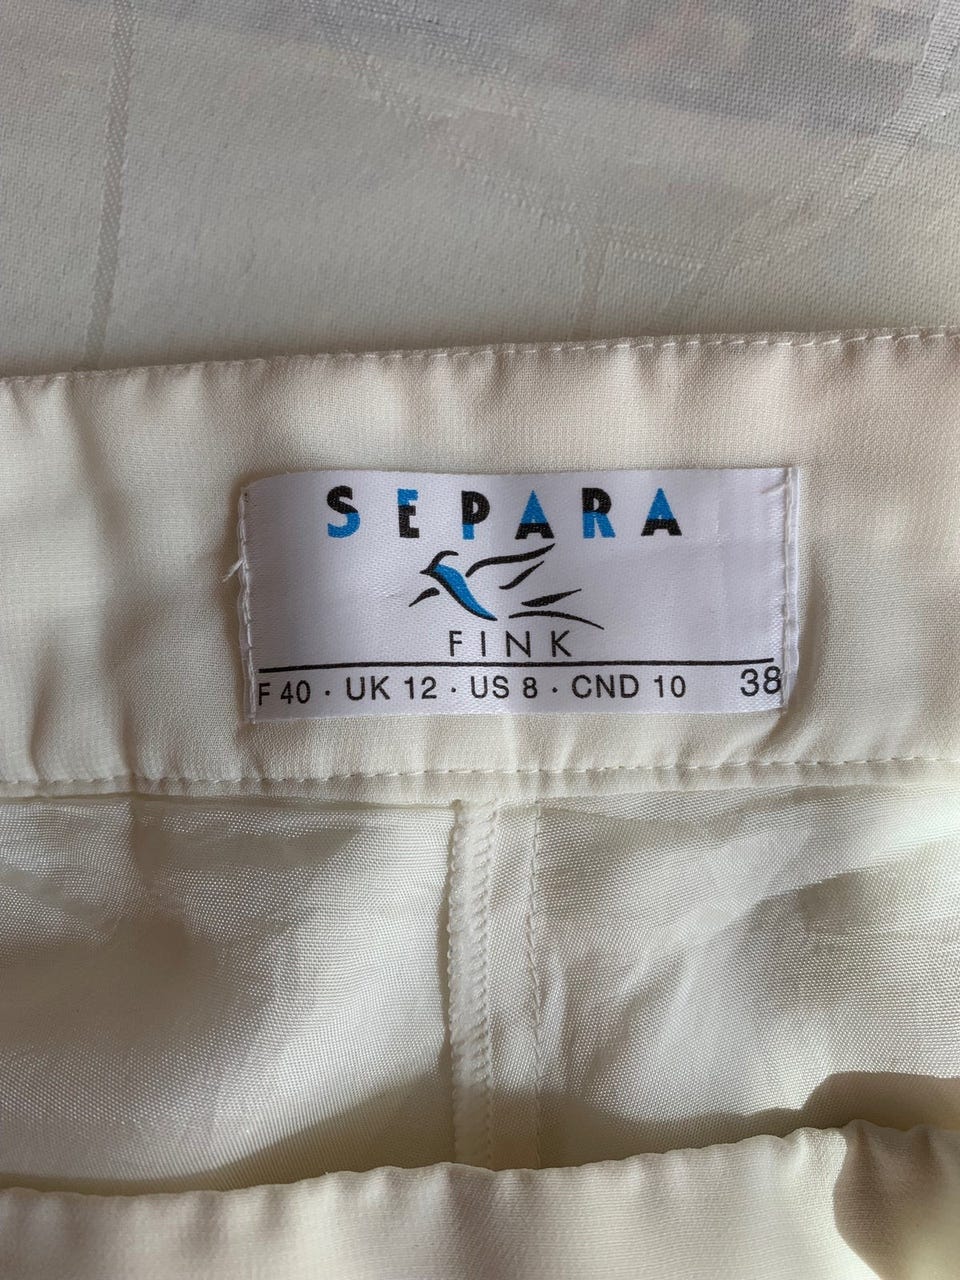 SEPARA
FINK
F 40 · UK 12 · US 8 · CND 10 38